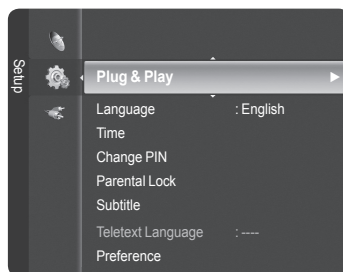 Setup
Plug & Play
Language : English
Time
Change PIN
Parental Lock
Subtitle
Teletext Language : ----
Preference